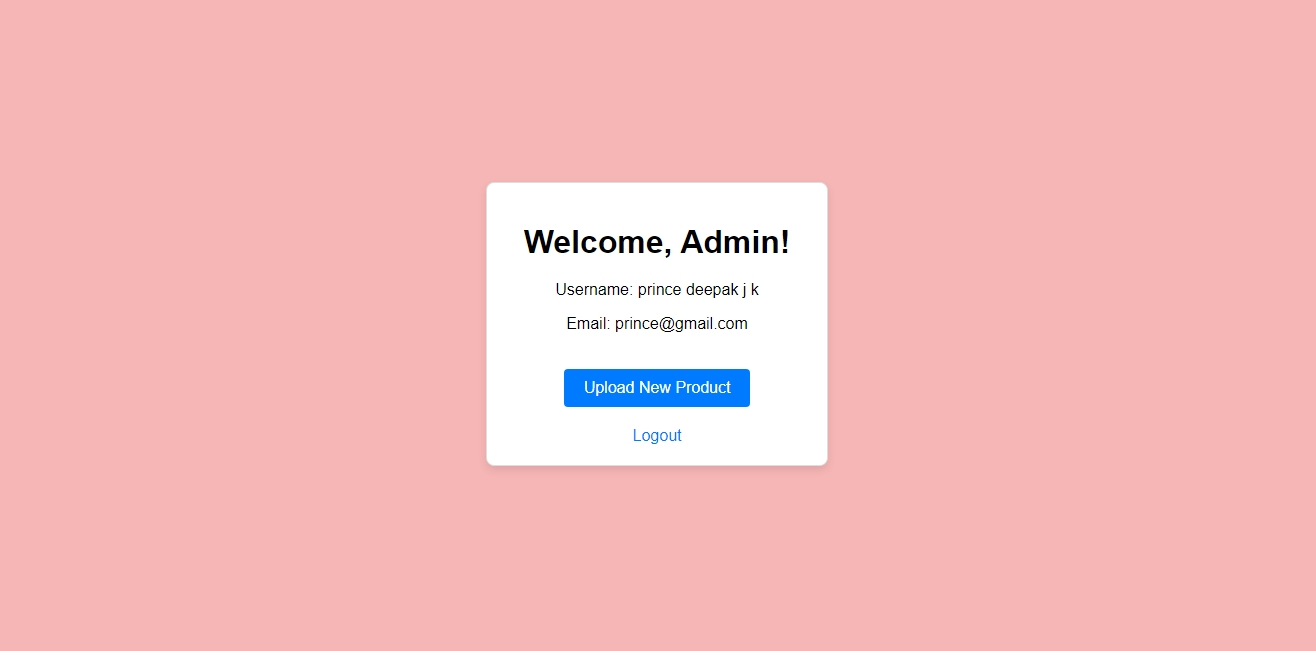 Welcome, Admin!
Username: prince deepak j k
Email: prince@gmail.com
Upload New Product
Logout